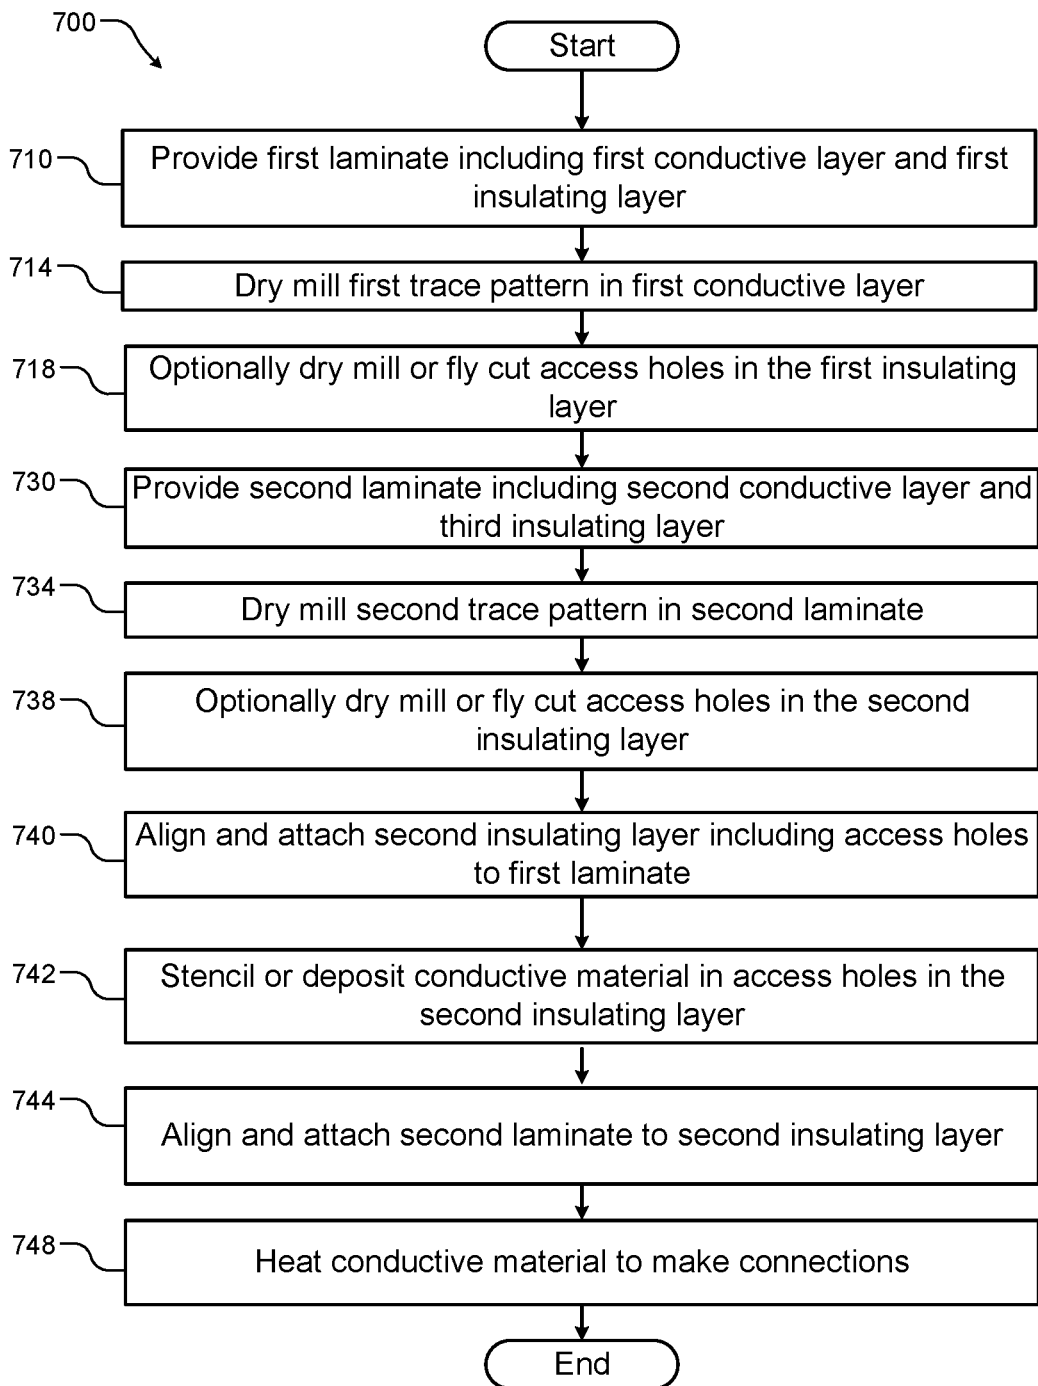 700
Start
710
Provide first laminate including first conductive layer and first
insulating layer
714
Dry mill first trace pattern in first conductive layer
718
Optionally dry mill or fly cut access holes in the first insulating
layer
730
Provide second laminate including second conductive layer and
third insulating layer
734
Dry mill second trace pattern in second laminate
738
Optionally dry mill or fly cut access holes in the second
insulating layer
740
Align and attach second insulating layer including access holes
to first laminate
742
Stencil or deposit conductive material in access holes in the
second insulating layer
744
Align and attach second laminate to second insulating layer
748
Heat conductive material to make connections
End